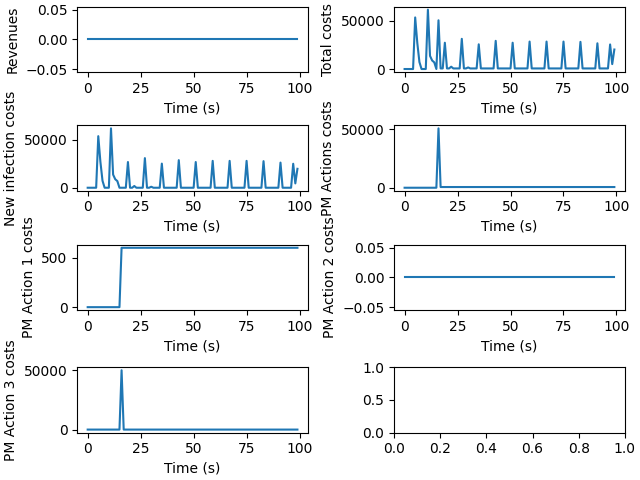 Revenues
0.05
0.00
−0.05
0 25 50 75 100
Time (s)
Total costs
50000
0
0 25 50 75 100
Time (s)
New infection costs
50000
0
0 25 50 75 100
Time (s)
PM Actions costs
50000
0
0 25 50 75 100
Time (s)
PM Action 1 costs
500
0
0 25 50 75 100
Time (s)
PM Action 2 costs
0.05
0.00
−0.05
0 25 50 75 100
Time (s)
PM Action 3 costs
50000
0
0 25 50 75 100
Time (s)
1.0
0.5
0.0
0.0 0.2 0.4 0.6 0.8 1.0